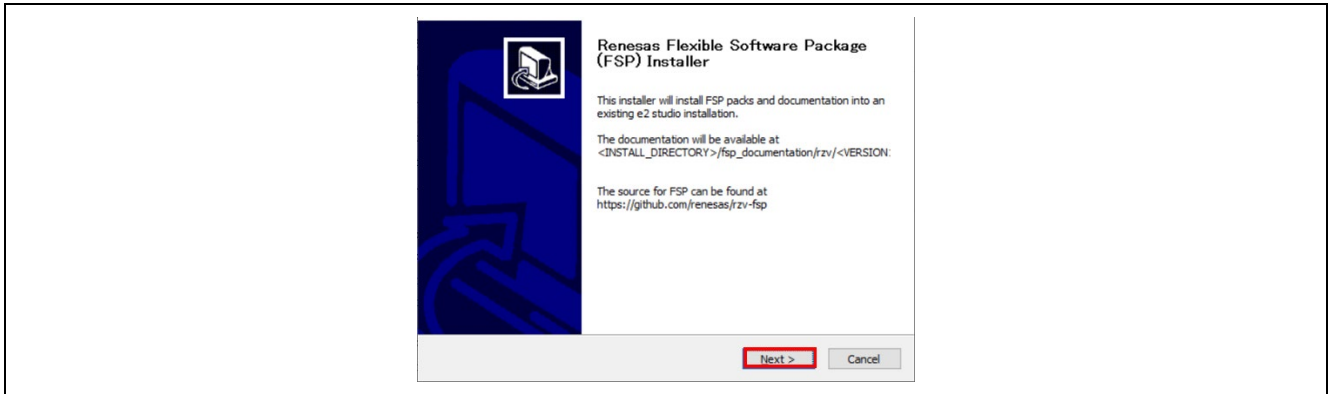 Renesas Flexible Software Package
(FSP) Installer
This installer will install FSP packs and documentation into an
existing e2 studio installation.
The documentation will be available at
<INSTALL_DIRECTORY>/fsp_documentation/rzv/<VERSION:
The source for FSP can be found at
https://github.com/renesas/rzv-fsp
Next >
Cancel